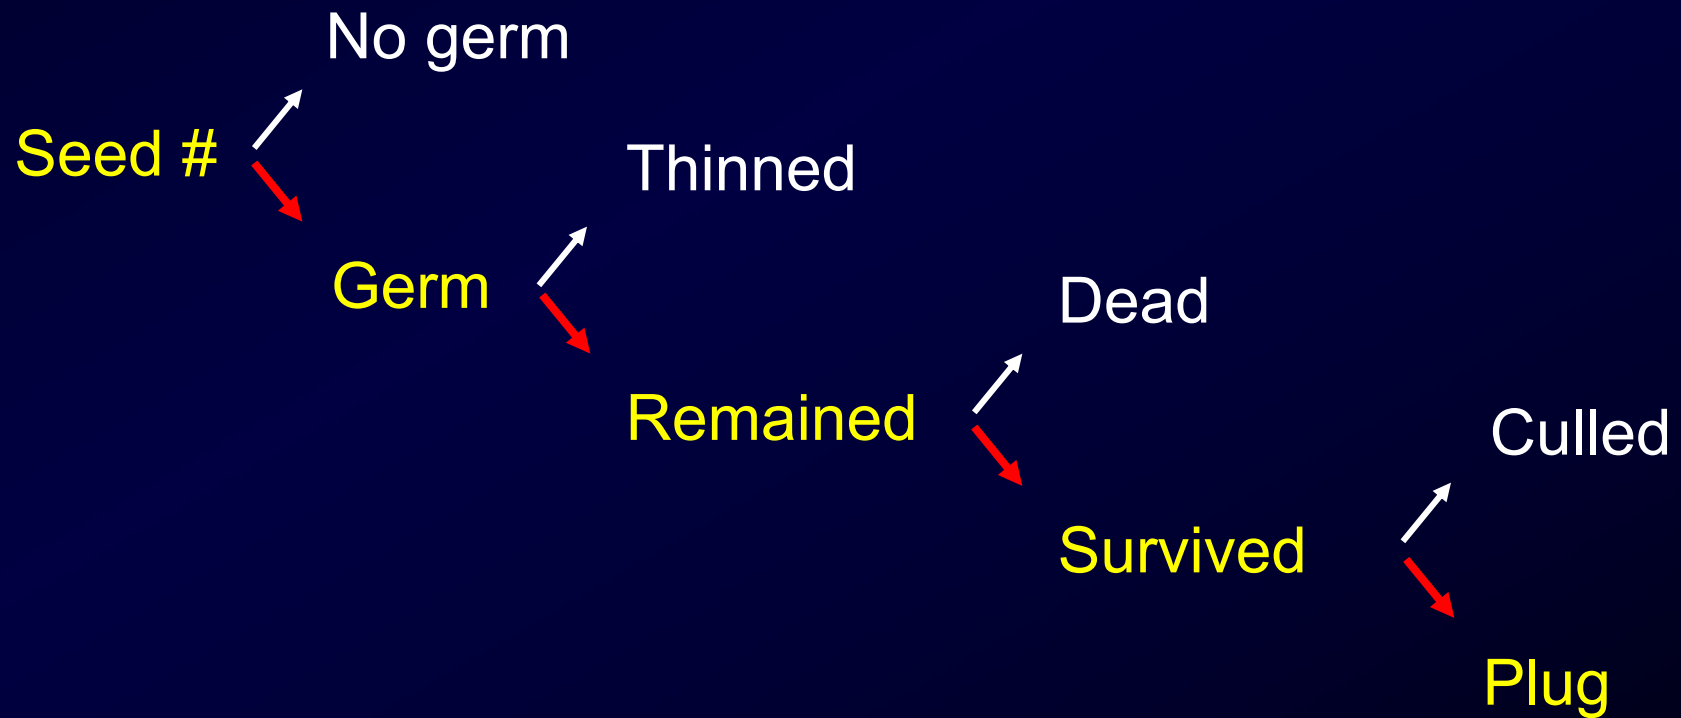 No germ
Seed #
Thinned
Germ
Dead
Remained
Culled
Survived
Plug